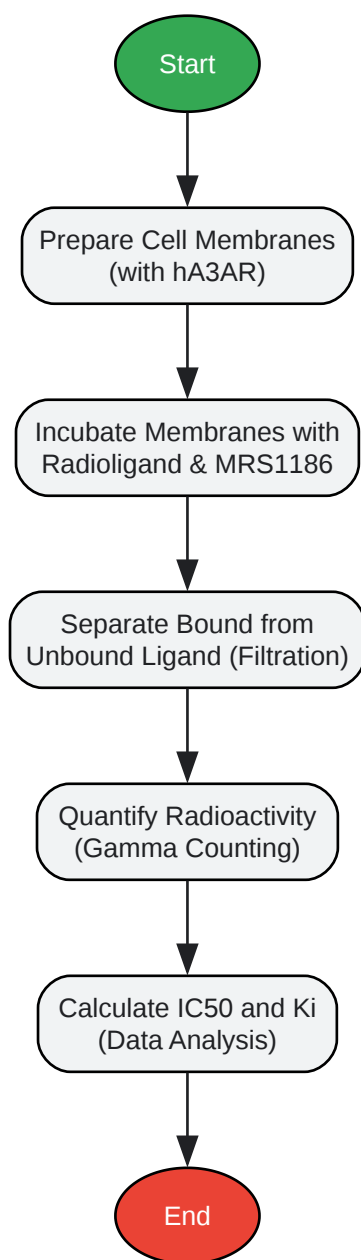 Start
Prepare Cell Membranes
(with hA3AR)
Incubate Membranes with
Radioligand & MRS1186
Separate Bound from
Unbound Ligand (Filtration)
Quantify Radioactivity
(Gamma Counting)
Calculate IC50 and Ki
(Data Analysis)
End